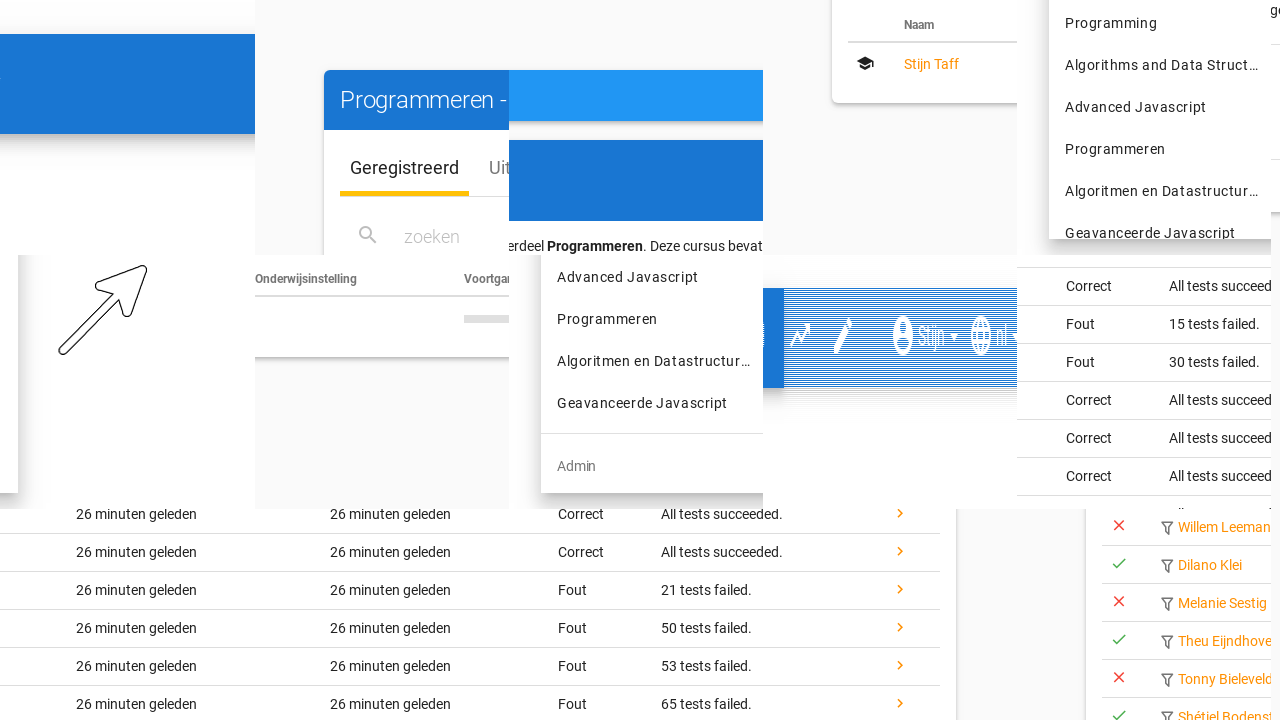 Programmeren -
Geregistreerd
zoeken
erdeel Programmeren. Deze cursus bevat
Naam
Stijn Taff
Programming
Algorithms and Data Struct…
Advanced Javascript
Programmeren
Algoritmen en Datastructur…
Geavanceerde Javascript
Onderwijsinstelling
Advanced Javascript
Programmeren
Algoritmen en Datastructur…
Geavanceerde Javascript
Admin
Stijn nl
Correct All tests succeed
Fout 15 tests failed.
Fout 30 tests failed.
Correct All tests succeed
Correct All tests succeed
Correct All tests succeed
26 minuten geleden 26 minuten geleden Correct All tests succeeded.
26 minuten geleden 26 minuten geleden Correct All tests succeeded.
26 minuten geleden 26 minuten geleden Fout 21 tests failed.
26 minuten geleden 26 minuten geleden Fout 50 tests failed.
26 minuten geleden 26 minuten geleden Fout 53 tests failed.
26 minuten geleden 26 minuten geleden Fout 65 tests failed.
Willem Leeman
Dilano Klei
Melanie Sestig
Theu Eijndhove
Tonny Bieleveld
Shétiel Bodenst